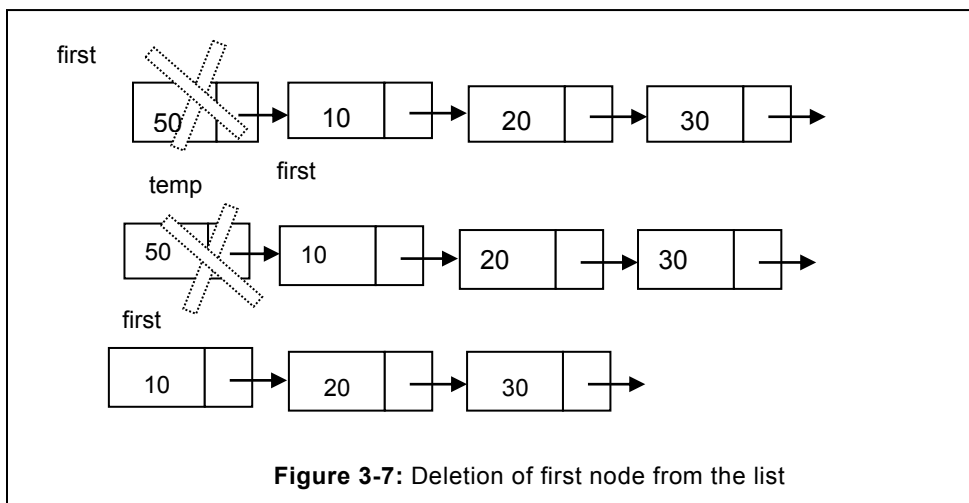 first
50 10 20 30
temp first
50 10 20 30
first
10 20 30
Figure 3-7: Deletion of first node from the list